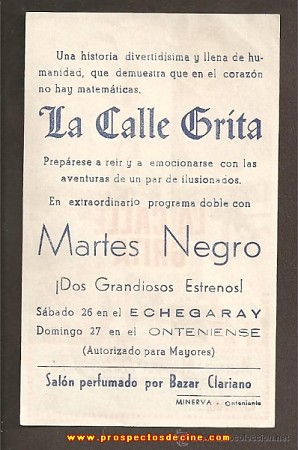 Una historia divertidísima y llena de hu-
manidad, que demuestra que en el corazón
no hay matemáticas.
La Calle Grita
Prepárese a reir y a emocionarse con las
aventuras de un par de ilusionados.
En extraordinario programa doble con
Martes Negro
¡Dos Grandiosos Estrenos!
Sábado 26 en el ECHEGARAY
Domingo 27 en el ONTENIENSE
(Autorizado para Mayores)
Salón perfumado por Bazar Clariano
MINERVA - Onteniente
www.prospectosdecine.com